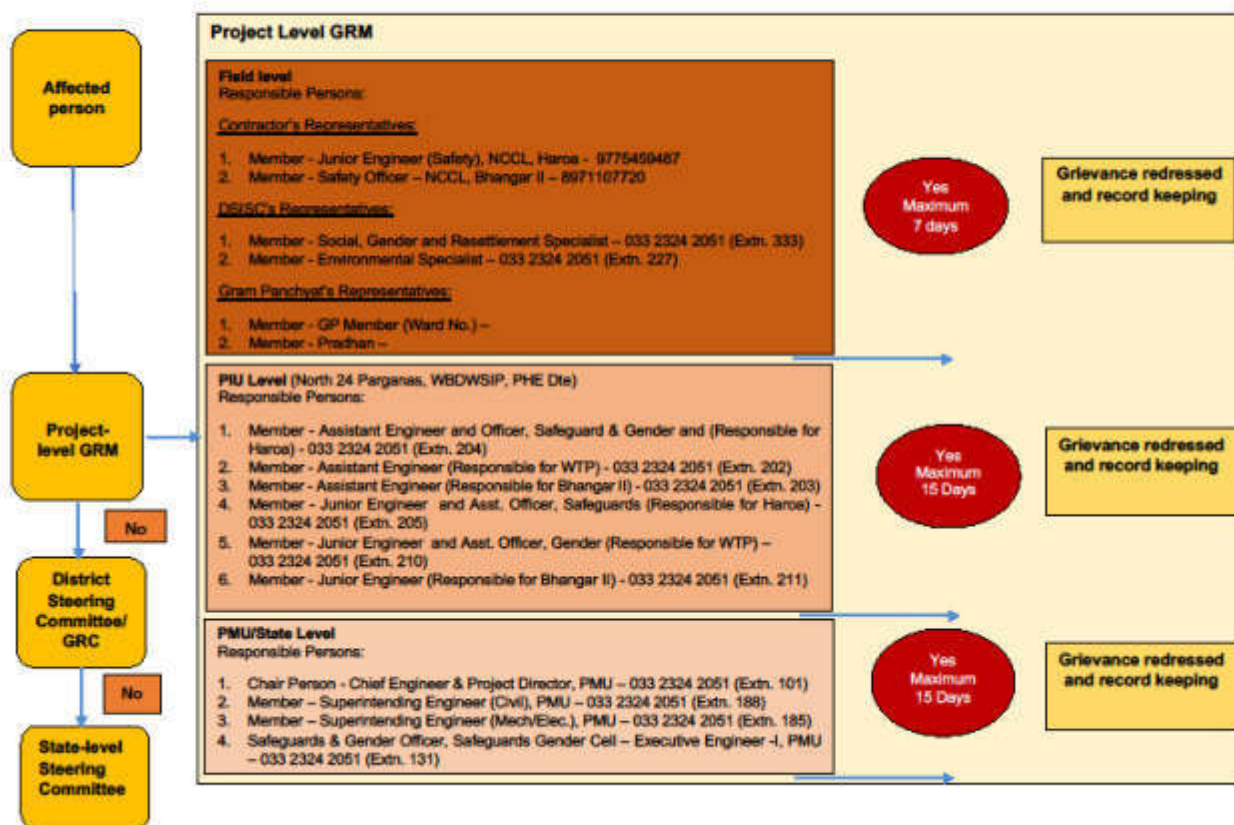 Affected
person
Project-
level GRM
No
District
Steering
Committee/
GRC
No
State-level
Steering
Committee
Project Level GRM
Field level
Responsible Persons:
Contractor's Representatives:
1. Member - Junior Engineer (Safety), NCCL, Haroa - 9775459487
2. Member - Safety Officer – NCCL, Bhangar II – 8971107720
DSISC's Representatives:
1. Member - Social, Gender and Resettlement Specialist – 033 2324 2051 (Extn. 333)
2. Member - Environmental Specialist – 033 2324 2051 (Extn. 227)
Gram Panchyat's Representatives:
1. Member - GP Member (Ward No.) –
2. Member - Pradhan –
Yes
Maximum
7 days
Grievance redressed
and record keeping
PIU Level (North 24 Parganas, WBDWSIP, PHE Dte)
Responsible Persons:
1. Member - Assistant Engineer and Officer, Safeguard & Gender and (Responsible for
Haroa) - 033 2324 2051 (Extn. 204)
2. Member - Assistant Engineer (Responsible for WTP) - 033 2324 2051 (Extn. 202)
3. Member - Assistant Engineer (Responsible for Bhangar II) - 033 2324 2051 (Extn. 203)
4. Member - Junior Engineer and Asst. Officer, Safeguards (Responsible for Haroa) -
033 2324 2051 (Extn. 205)
5. Member - Junior Engineer and Asst. Officer, Gender (Responsible for WTP) –
033 2324 2051 (Extn. 210)
6. Member - Junior Engineer (Responsible for Bhangar II) - 033 2324 2051 (Extn. 211)
Yes
Maximum
15 Days
Grievance redressed
and record keeping
PMU/State Level
Responsible Persons:
1. Chair Person - Chief Engineer & Project Director, PMU – 033 2324 2051 (Extn. 101)
2. Member – Superintending Engineer (Civil), PMU – 033 2324 2051 (Extn. 188)
3. Member – Superintending Engineer (Mech/Elec.), PMU – 033 2324 2051 (Extn. 185)
4. Safeguards & Gender Officer, Safeguards Gender Cell – Executive Engineer -I, PMU
– 033 2324 2051 (Extn. 131)
Yes
Maximum
15 Days
Grievance redressed
and record keeping